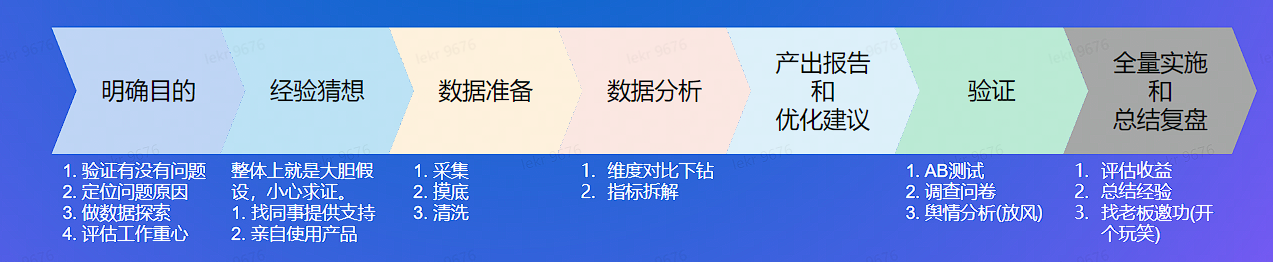 明确目的
经验猜想
数据准备
数据分析
产出报告
和
优化建议
验证
全量实施
和
总结复盘
1. 验证有没有问题
2. 定位问题原因
3. 做数据探索
4. 评估工作重心
整体上就是大胆假
设，小心求证。
1. 找同事提供支持
2. 亲自使用产品
1. 采集
2. 摸底
3. 清洗
1. 维度对比下钻
2. 指标拆解
1. AB测试
2. 调查问卷
3. 舆情分析(放风)
1. 评估收益
2. 总结经验
3. 找老板邀功(开
个玩笑)